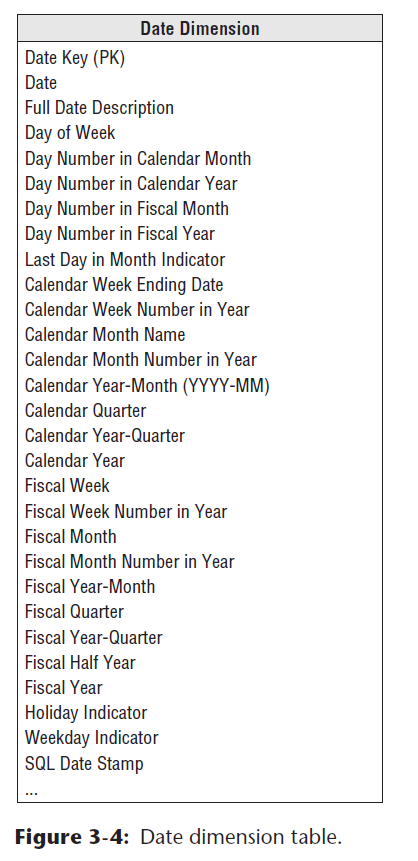 Date Dimension
Date Key (PK)
Date
Full Date Description
Day of Week
Day Number in Calendar Month
Day Number in Calendar Year
Day Number in Fiscal Month
Day Number in Fiscal Year
Last Day in Month Indicator
Calendar Week Ending Date
Calendar Week Number in Year
Calendar Month Name
Calendar Month Number in Year
Calendar Year-Month (YYYY-MM)
Calendar Quarter
Calendar Year-Quarter
Calendar Year
Fiscal Week
Fiscal Week Number in Year
Fiscal Month
Fiscal Month Number in Year
Fiscal Year-Month
Fiscal Quarter
Fiscal Year-Quarter
Fiscal Half Year
Fiscal Year
Holiday Indicator
Weekday Indicator
SQL Date Stamp
...
Figure 3-4: Date dimension table.